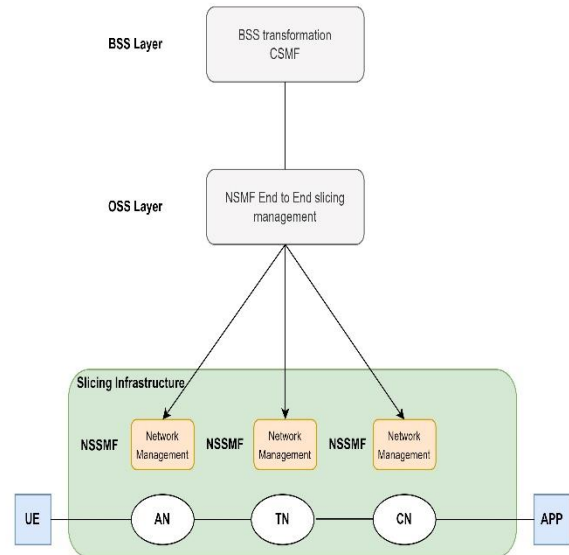 BSS Layer
BSS transformation
CSMF
OSS Layer
NSMF End to End slicing
management
Slicing Infrastructure
NSSMF
Network
Management
NSSMF
Network
Management
NSSMF
Network
Management
UE
AN
TN
CN
APP